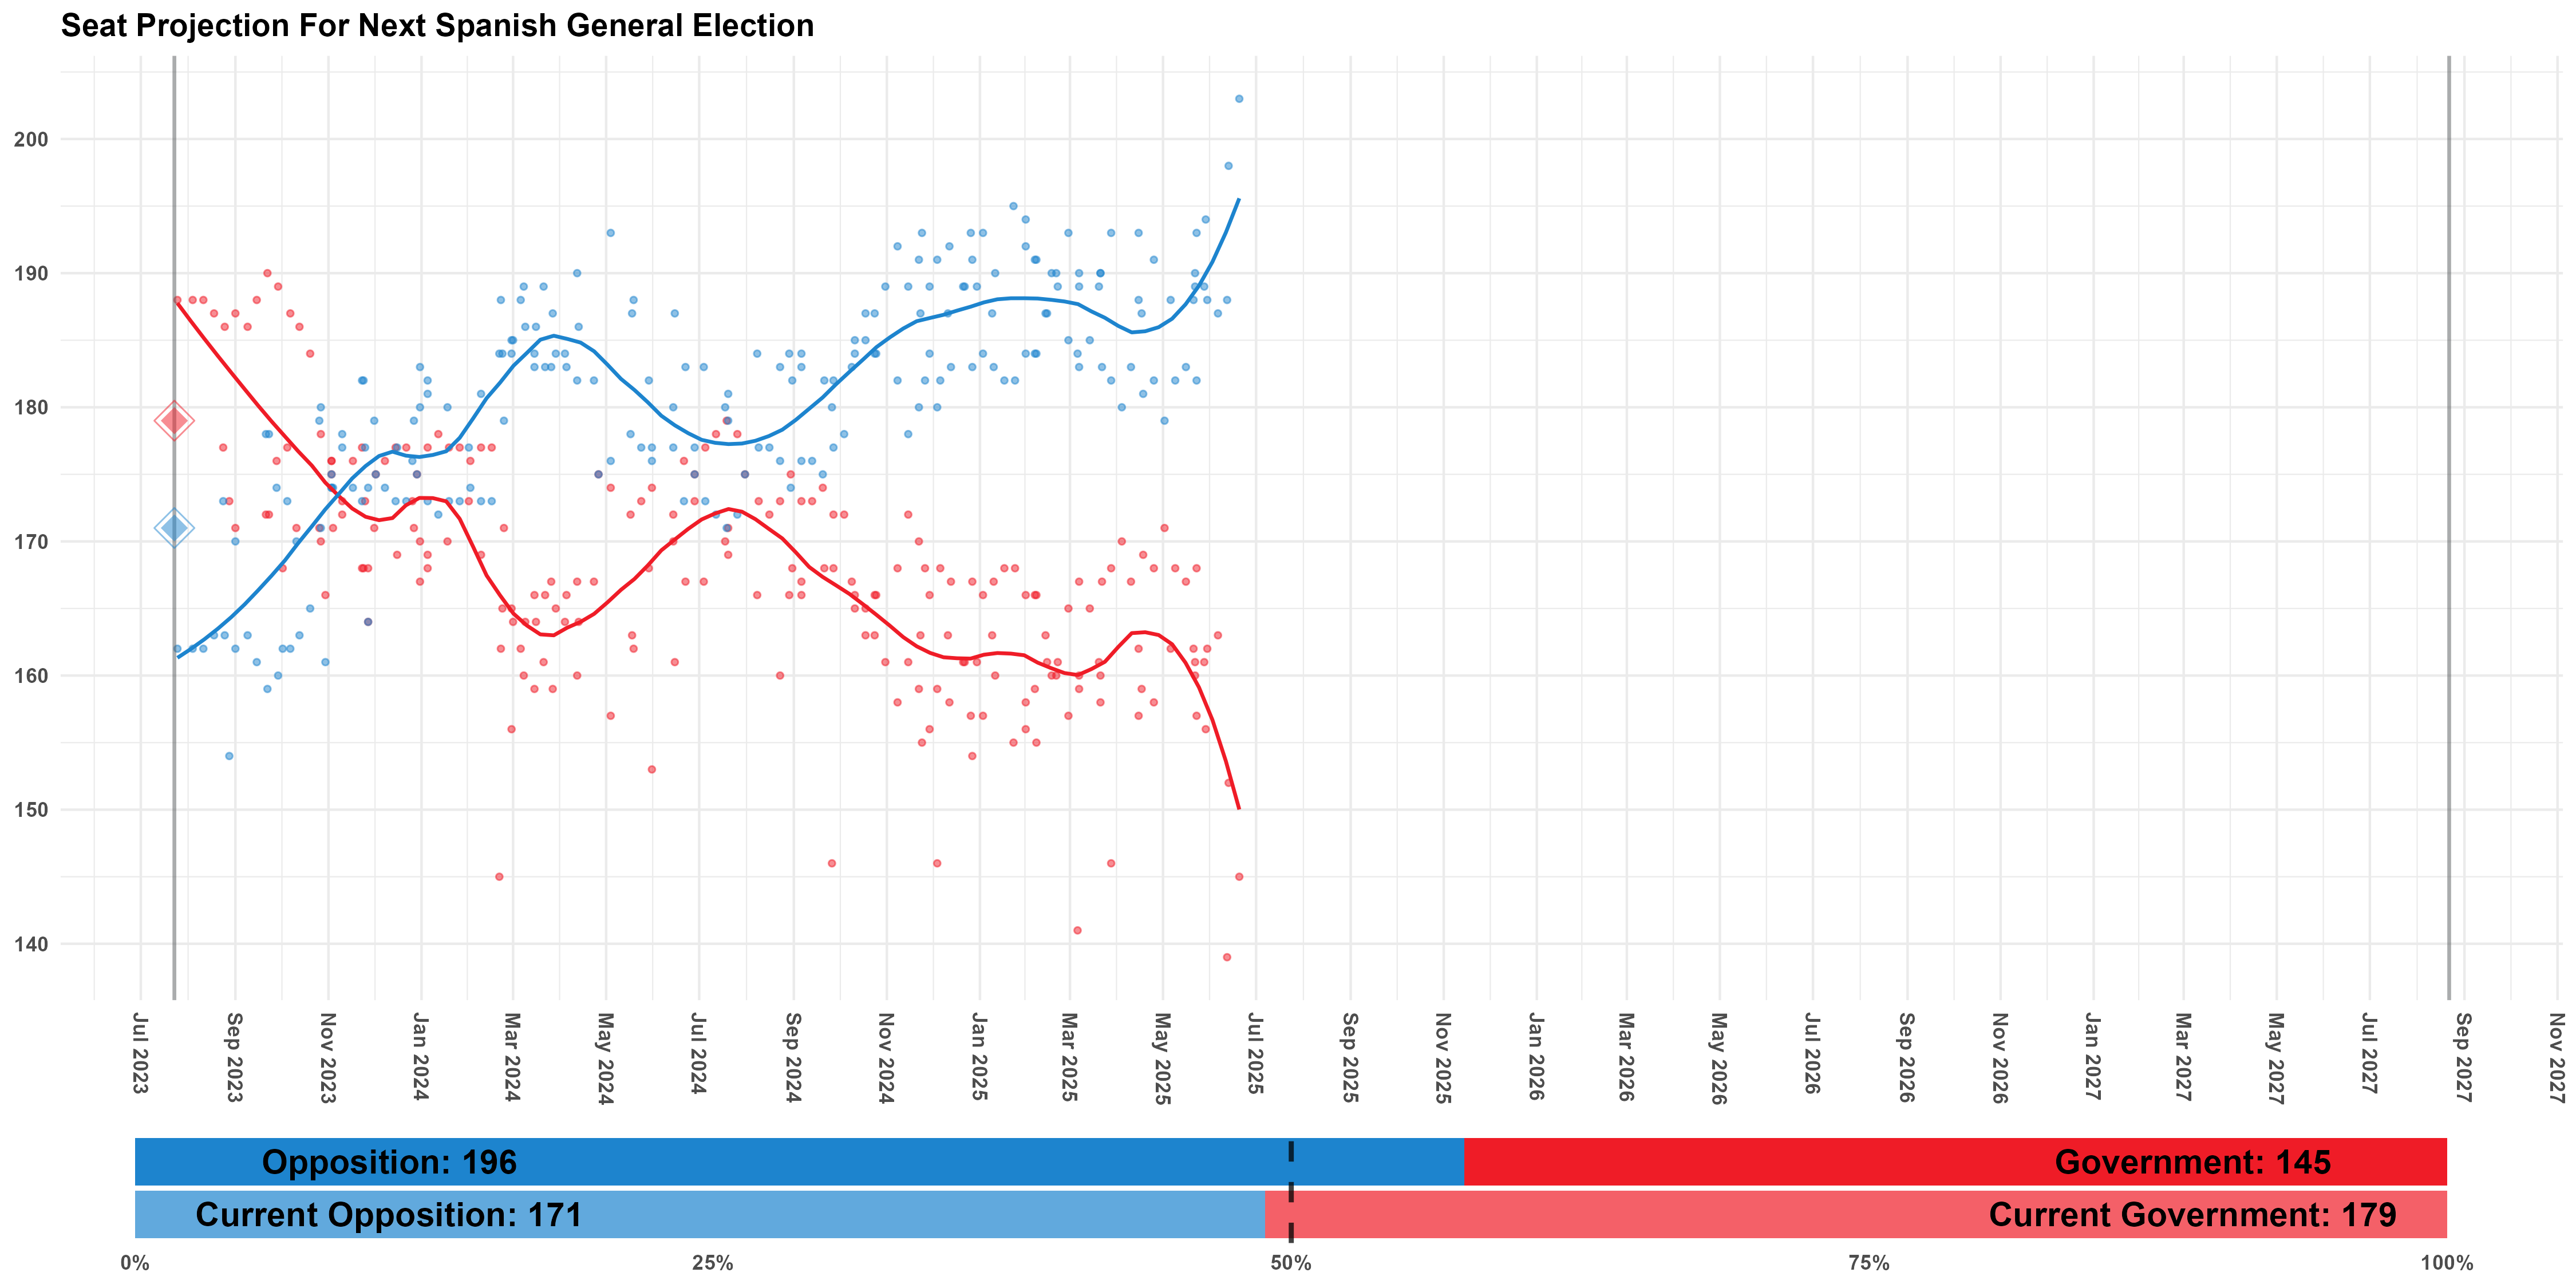 Seat Projection For Next Spanish General Election
200
190
180
170
160
150
140
Jul 2023
Sep 2023
Nov 2023
Jan 2024
Mar 2024
May 2024
Jul 2024
Sep 2024
Nov 2024
Jan 2025
Mar 2025
May 2025
Jul 2025
Sep 2025
Nov 2025
Jan 2026
Mar 2026
May 2026
Jul 2026
Sep 2026
Nov 2026
Jan 2027
Mar 2027
May 2027
Jul 2027
Sep 2027
Nov 2027
Opposition: 196 Government: 145
Current Opposition: 171 Current Government: 179
0% 25% 50% 75% 100%